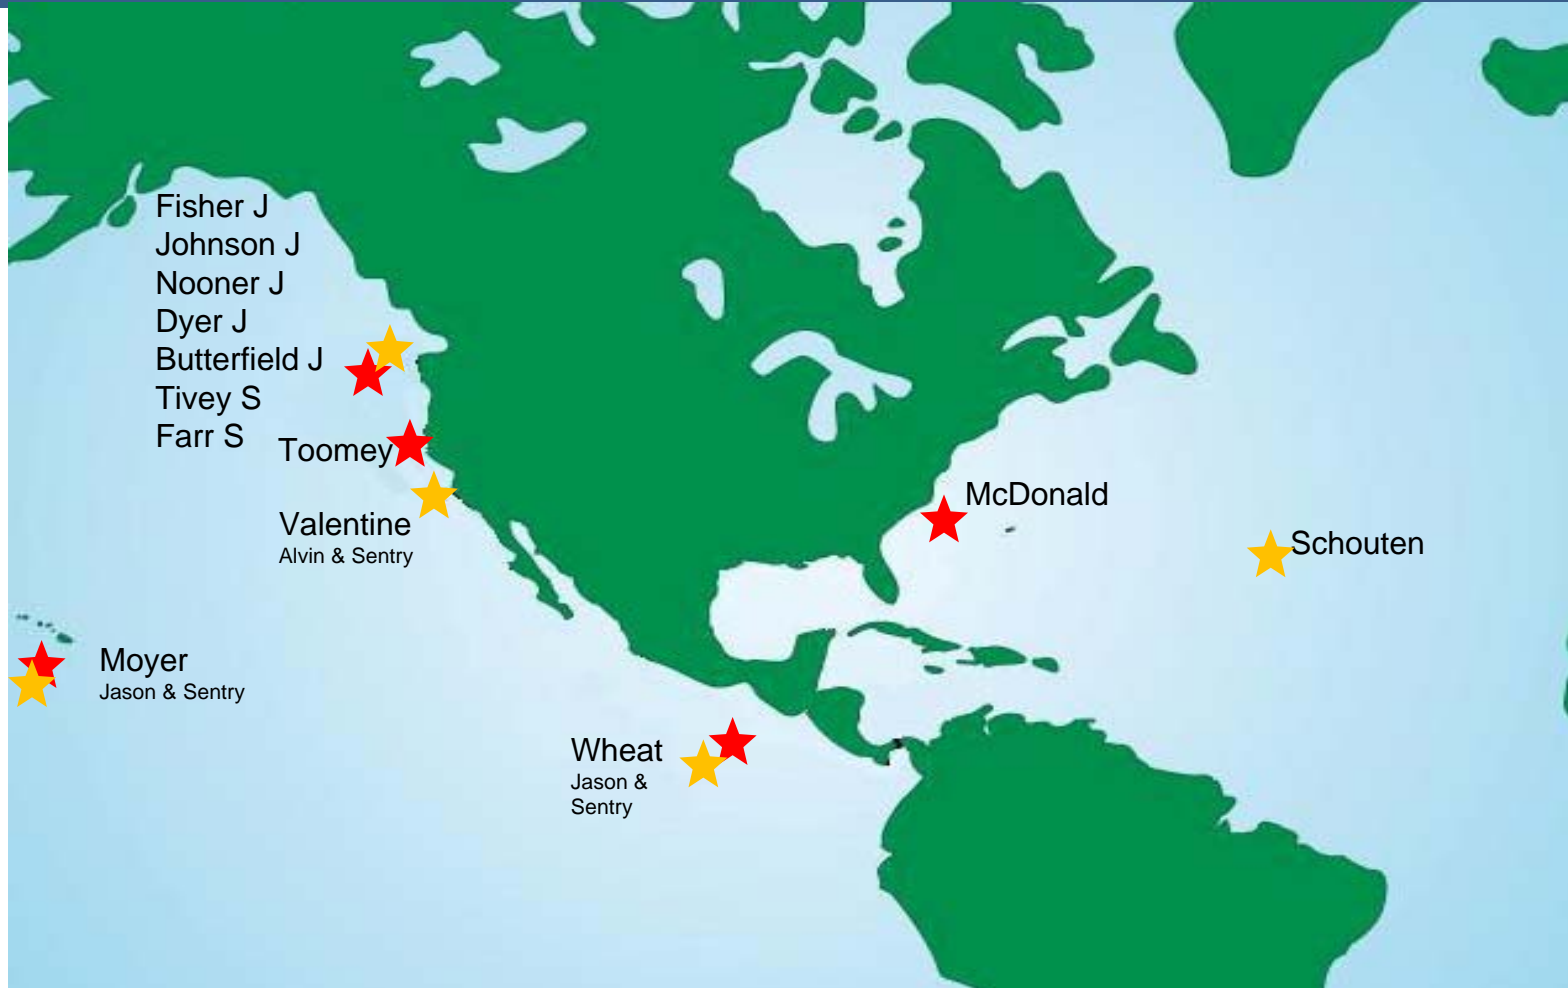 Fisher J
Johnson J
Nooner J
Dyer J
Butterfield J
Tivey S
Farr S
Toomey
Valentine
Alvin & Sentry
McDonald
Schouten
Moyer
Jason & Sentry
Wheat
Jason &
Sentry